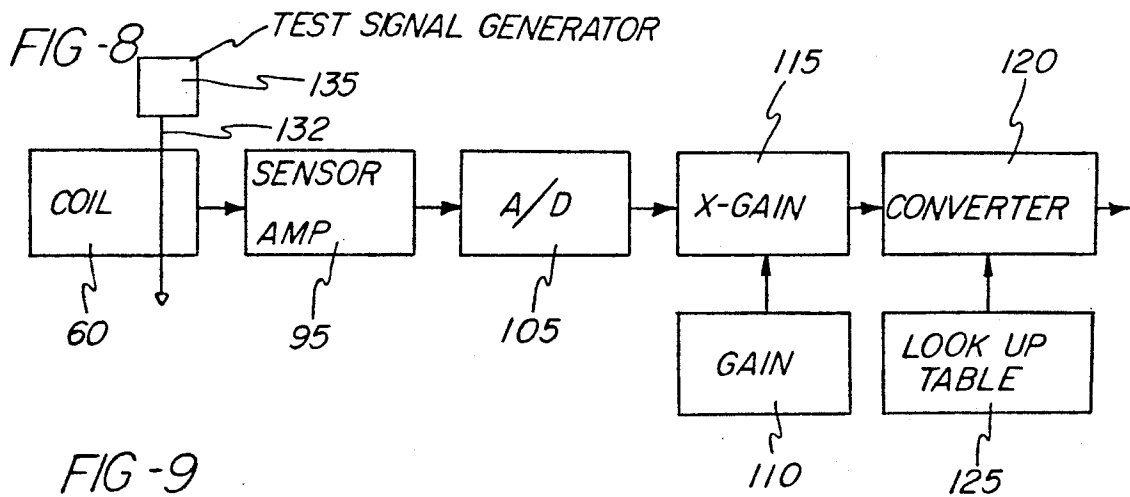 FIG-8
TEST SIGNAL GENERATOR
135
132
115
120
COIL
SENSOR
AMP
A/D
X-GAIN
CONVERTER
60
95
105
GAIN
LOOK UP
TABLE
110
125
FIG-9